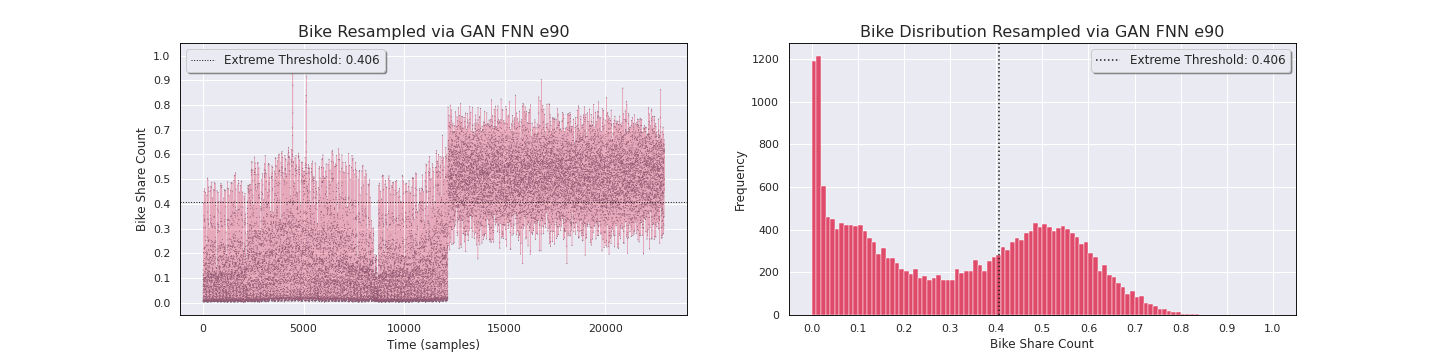 Bike Resampled via GAN FNN e90
Extreme Threshold: 0.406
Bike Share Count
1.0
0.9
0.8
0.7
0.6
0.5
0.4
0.3
0.2
0.1
0.0
0 5000 10000 15000 20000
Time (samples)
Bike Disribution Resampled via GAN FNN e90
Extreme Threshold: 0.406
Frequency
1200
1000
800
600
400
200
0
0.0 0.1 0.2 0.3 0.4 0.5 0.6 0.7 0.8 0.9 1.0
Bike Share Count